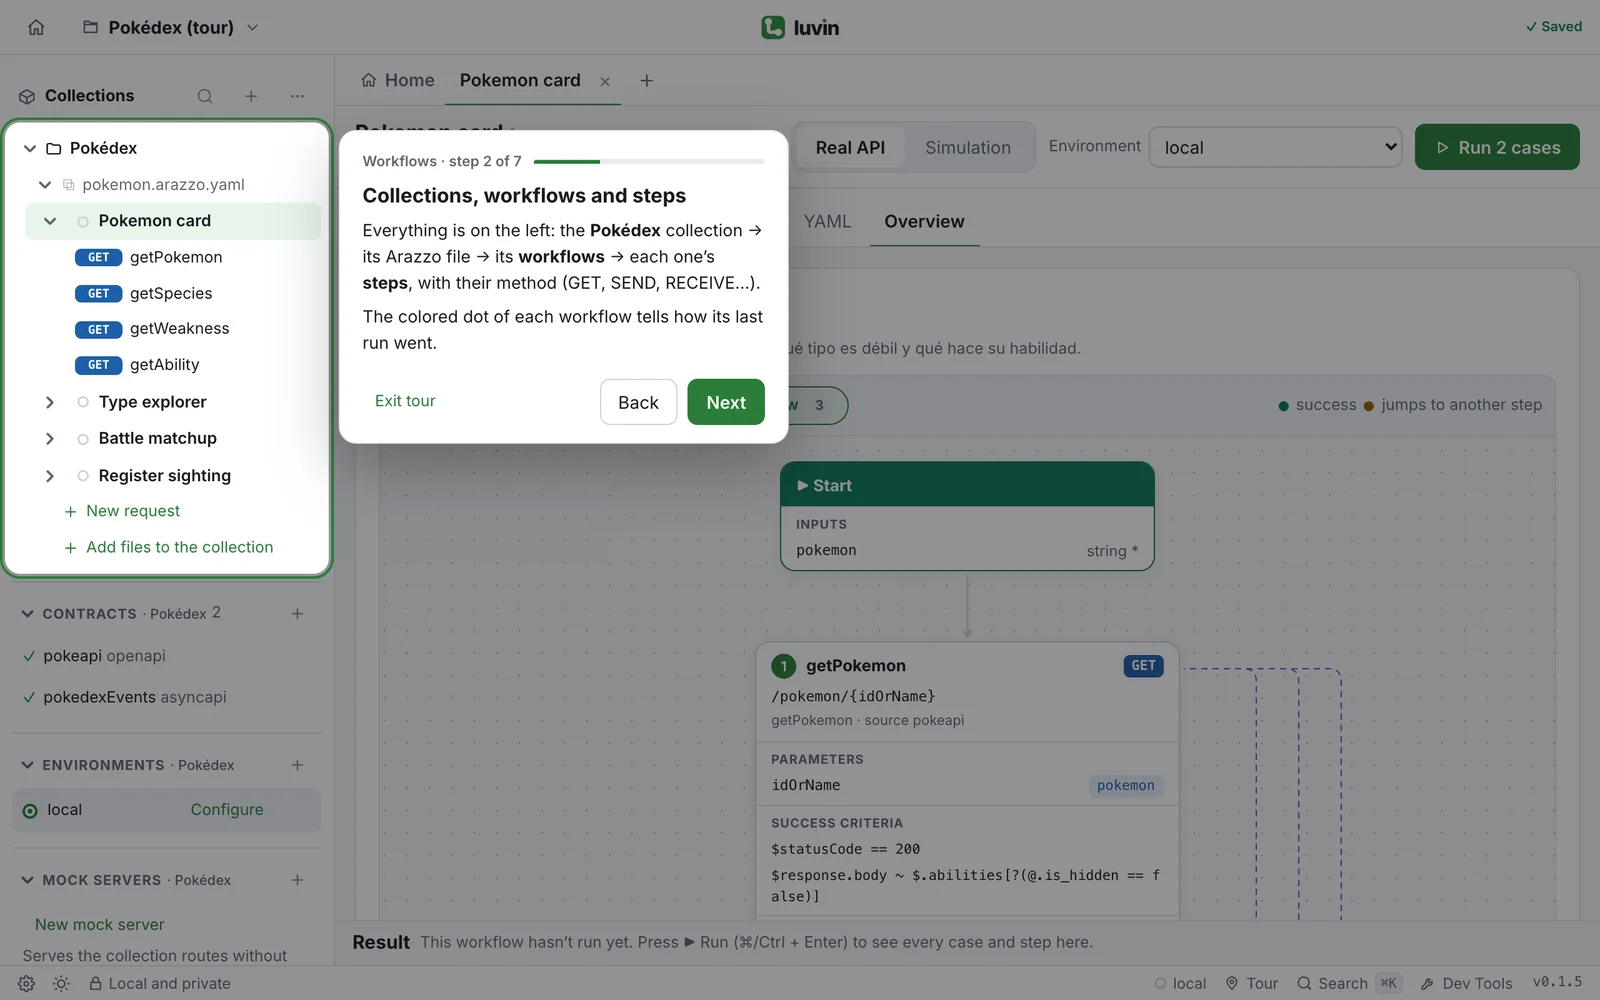 Pokédex (tour)
luvin
✓ Saved
Collections
Home
Pokemon card
Pokédex
pokemon.arazzo.yaml
Pokemon card
GET getPokemon
GET getSpecies
GET getWeakness
GET getAbility
Type explorer
Battle matchup
Register sighting
+ New request
+ Add files to the collection
CONTRACTS · Pokédex 2
✓ pokeapi openapi
✓ pokedexEvents asyncapi
ENVIRONMENTS · Pokédex
local Configure
MOCK SERVERS · Pokédex
New mock server
Serves the collection routes without
Workflows · step 2 of 7
Collections, workflows and steps
Everything is on the left: the Pokédex collection →
its Arazzo file → its workflows → each one’s
steps, with their method (GET, SEND, RECEIVE…).
The colored dot of each workflow tells how its last
run went.
Exit tour
Back
Next
Real API
Simulation
Environment
local
Run 2 cases
YAML
Overview
ué tipo es débil y qué hace su habilidad.
w 3
success
jumps to another step
▶ Start
INPUTS
pokemon string *
1 getPokemon GET
/pokemon/{idOrName}
getPokemon · source pokeapi
PARAMETERS
idOrName pokemon
SUCCESS CRITERIA
$statusCode == 200
$response.body ~ $.abilities[?(@.is_hidden == f
alse)]
Result This workflow hasn’t run yet. Press ▶ Run (⌘/Ctrl + Enter) to see every case and step here.
Local and private
local
Tour
Search ⌘K
Dev Tools
v0.1.5